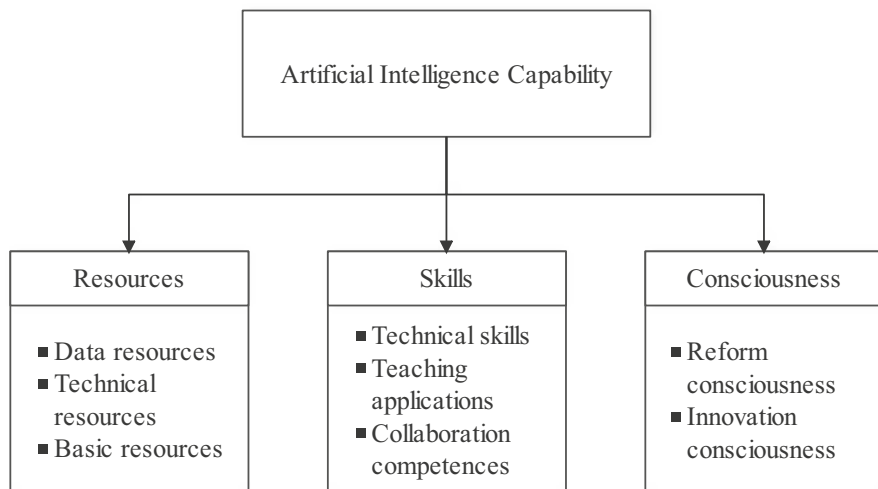 Artificial Intelligence Capability
Resources
■ Data resources
■ Technical
resources
■ Basic resources
Skills
■ Technical skills
■ Teaching
applications
■ Collaboration
competences
Consciousness
■ Reform
consciousness
■ Innovation
consciousness